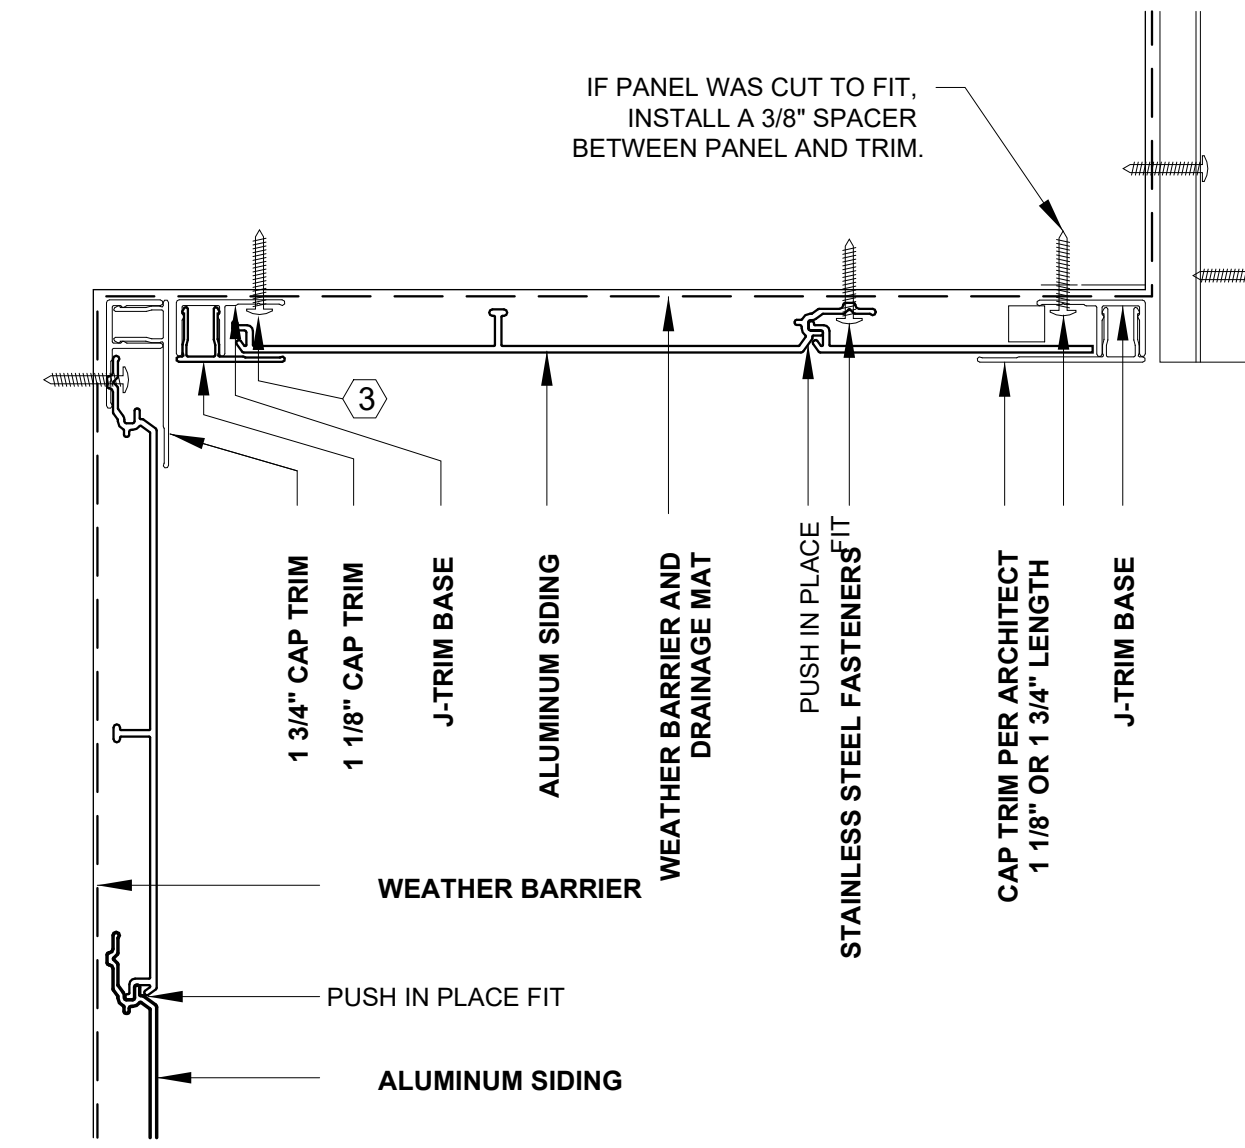 IF PANEL WAS CUT TO FIT,
INSTALL A 3/8" SPACER
BETWEEN PANEL AND TRIM.
3
1 3/4" CAP TRIM
1 1/8" CAP TRIM
J-TRIM BASE
ALUMINUM SIDING
WEATHER BARRIER AND
DRAINAGE MAT
PUSH IN PLACE
FIT
STAINLESS STEEL FASTENERS
CAP TRIM PER ARCHITECT
1 1/8" OR 1 3/4" LENGTH
J-TRIM BASE
WEATHER BARRIER
PUSH IN PLACE FIT
ALUMINUM SIDING